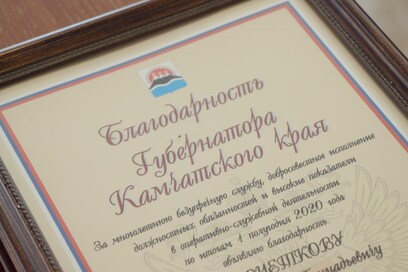 Благодарность
Губернатора
Камчатского края
За многолетнюю безупречную службу, добросовестное исполнение
должностных обязанностей и высокие показатели
в оперативно-служебной деятельности
по итогам 1 полугодия 2020 года
объявлено благодарность